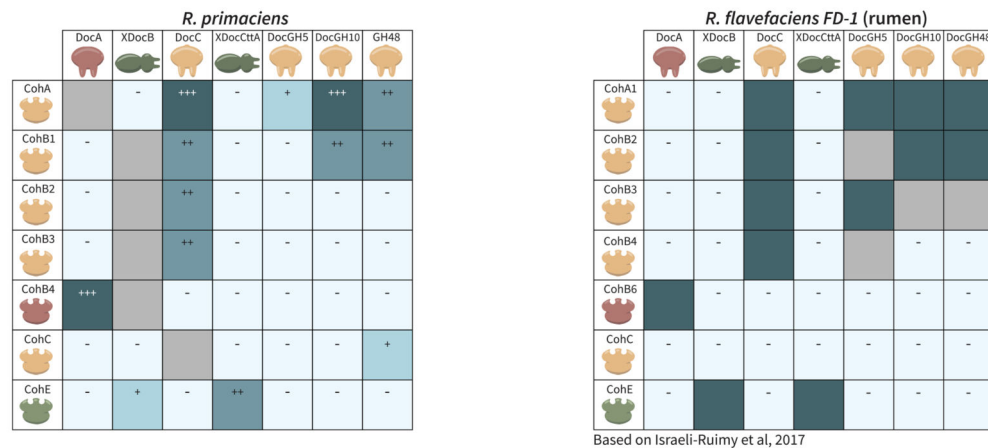 R. primaciens
DocA XDocB DocC XDocCttA DocGH5 DocGH10 GH48
CohA - +++ - + +++ ++
CohB1 - ++ - - ++ ++
CohB2 - ++ - - - -
CohB3 - ++ - - - -
CohB4 +++ - - - - -
CohC - - - - - +
CohE - + - ++ - - -
R. flavefaciens FD-1 (rumen)
DocA XDocB DocC XDocCttA DocGH5 DocGH10 DocGH48
CohA1 - - -
CohB2 - - -
CohB3 - - -
CohB4 - - - - -
CohB6 - - - - - -
CohC - - - - - - -
CohE - - - - -
Based on Israeli-Ruimy et al, 2017